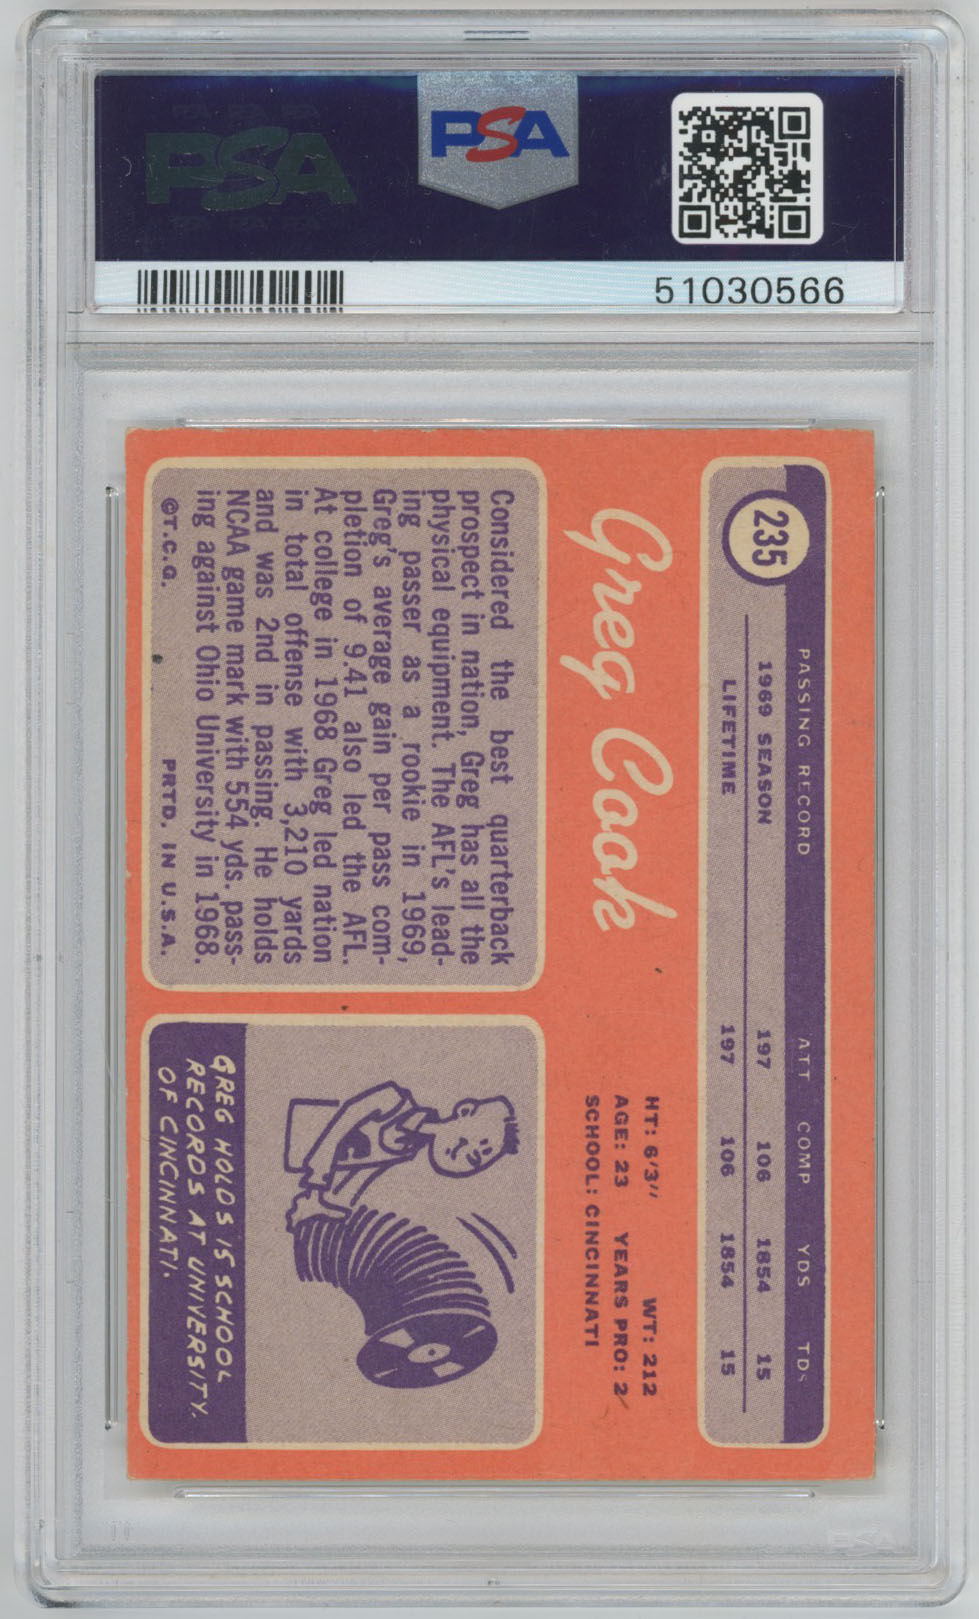 PSA
PSA
51030566
235
PASSING RECORD ATT COMP YDS TDS
1969 SEASON 197 106 1854 15
LIFETIME 197 106 1854 15
Greg Cook
HT: 6'3" WT: 212
AGE: 23 YEARS PRO: 2
SCHOOL: CINCINNATI
Considered the best quarterback
prospect in nation, Greg has all the
physical equipment. The AFL's lead-
ing passer as a rookie in 1969,
Greg's average gain per pass com-
pletion of 9.41 also led the AFL.
At college in 1968 Greg led nation
in total offense with 3,210 yards
and was 2nd in passing. He holds
NCAA game mark with 554 yds. pass-
ing against Ohio University in 1968.
©T.C.G. PRTD. IN U.S.A.
GREG HOLDS 15 SCHOOL
RECORDS AT UNIVERSITY
OF CINCINNATI.
PSA